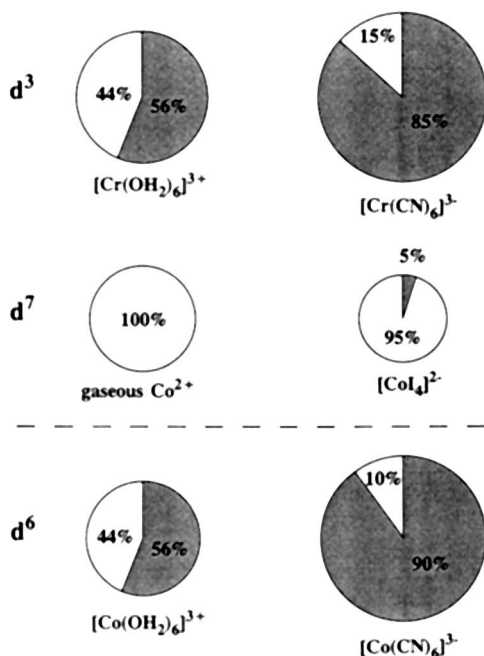 d³
44% 56%
15% 85%
[Cr(OH₂)₆]³⁺
[Cr(CN)₆]³⁻
d⁷
100%
5%
95%
gaseous Co²⁺
[CoI₄]²⁻
d⁶
44% 56%
10%
90%
[Co(OH₂)₆]³⁺
[Co(CN)₆]³⁻